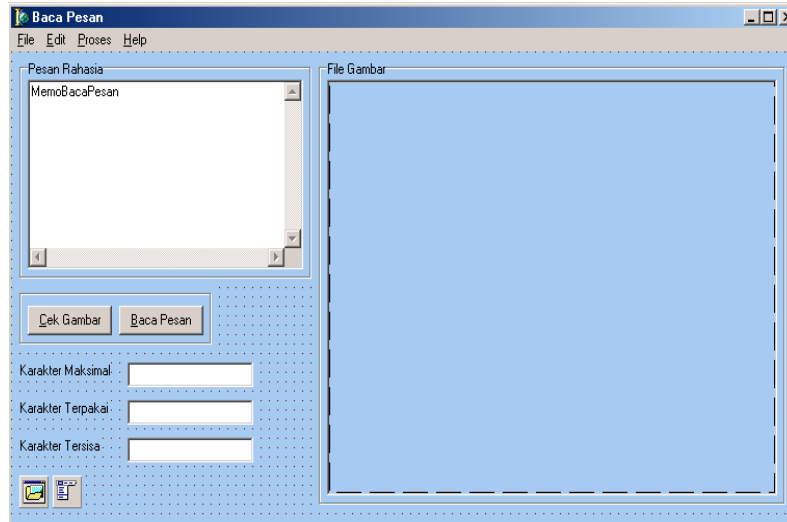 Baca Pesan
File Edit Proses Help
Pesan Rahasia
MemoBacaPesan
File Gambar
Cek Gambar Baca Pesan
Karakter Maksimal
Karakter Terpakai
Karakter Tersisa